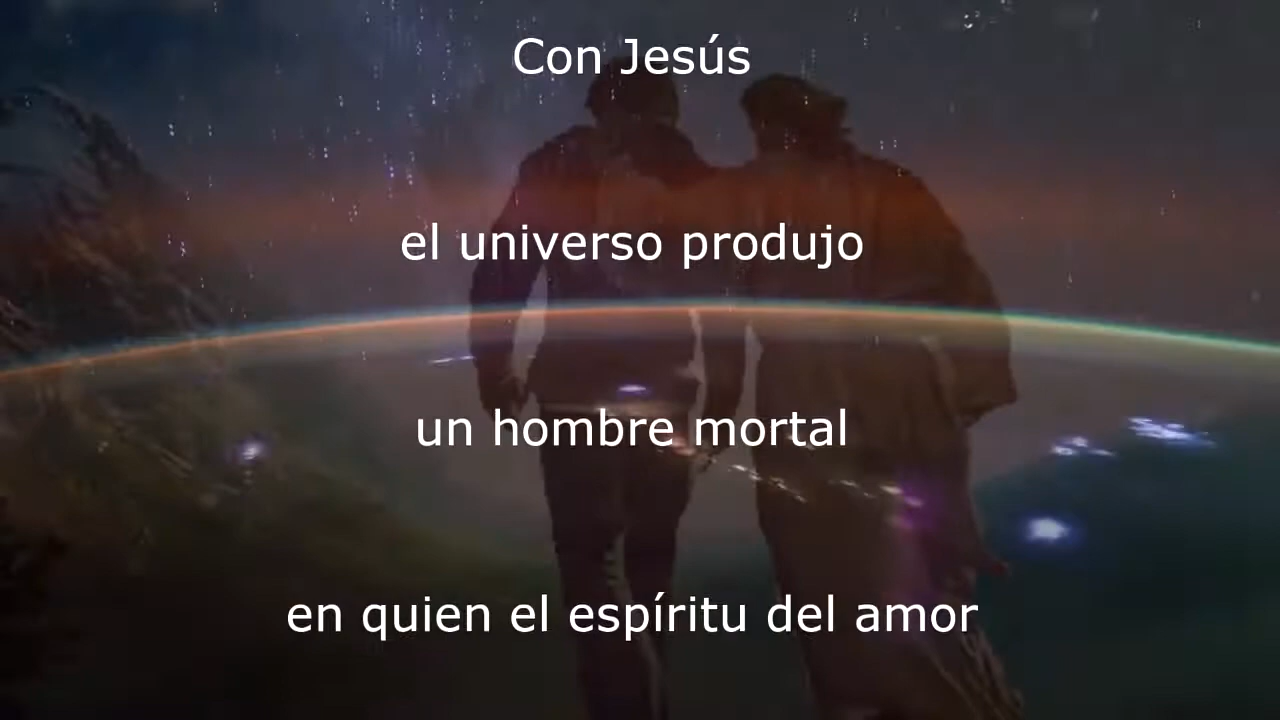 Con Jesús
el universo produjo
un hombre mortal
en quien el espíritu del amor